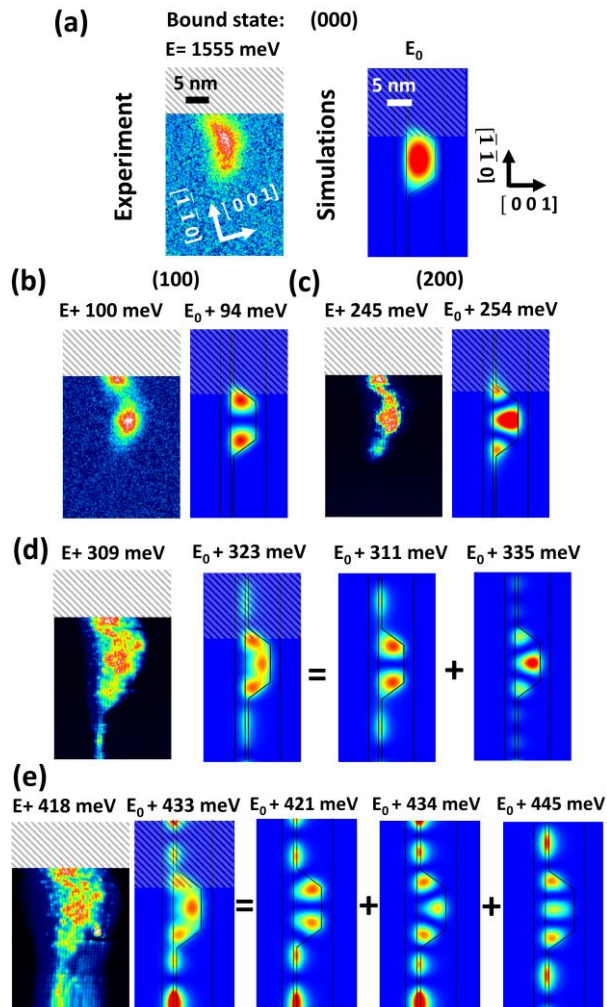 (a) Bound state: (000)
E= 1555 meV E₀
5 nm 5 nm
Experiment
[1̅ 1̅ 0] [0 0 1]
Simulations
[1̅ 1̅ 0]
[0 0 1]
(b) (100) (c) (200)
E+ 100 meV E₀ + 94 meV E+ 245 meV E₀ + 254 meV
(d)
E+ 309 meV E₀ + 323 meV E₀ + 311 meV E₀ + 335 meV
= +
(e)
E+ 418 meV E₀ + 433 meV E₀ + 421 meV E₀ + 434 meV E₀ + 445 meV
= + +